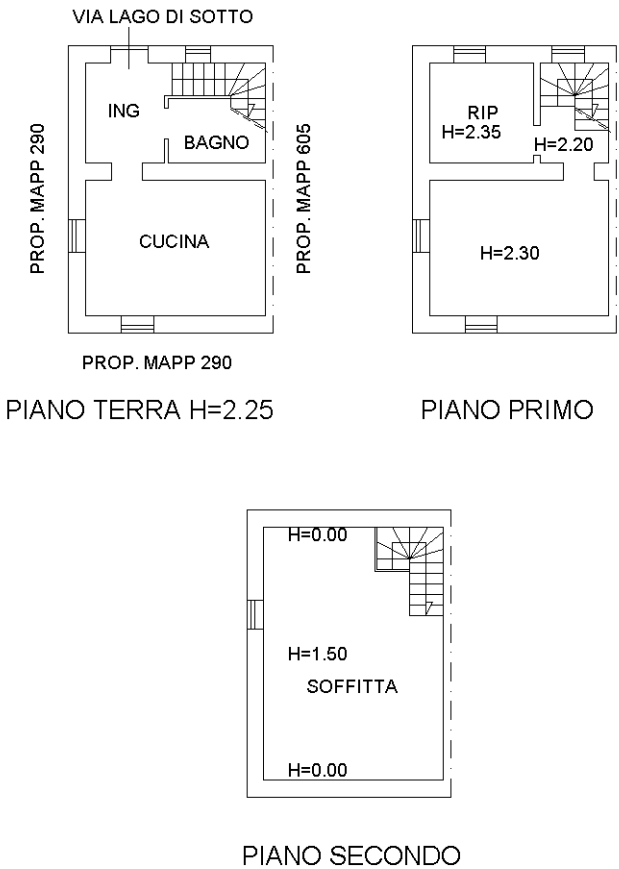 VIA LAGO DI SOTTO
ING
BAGNO
PROP. MAPP 290
PROP. MAPP 605
CUCINA
PROP. MAPP 290
PIANO TERRA H=2.25
RIP
H=2.35
H=2.20
H=2.30
PIANO PRIMO
H=0.00
H=1.50
SOFFITTA
H=0.00
PIANO SECONDO